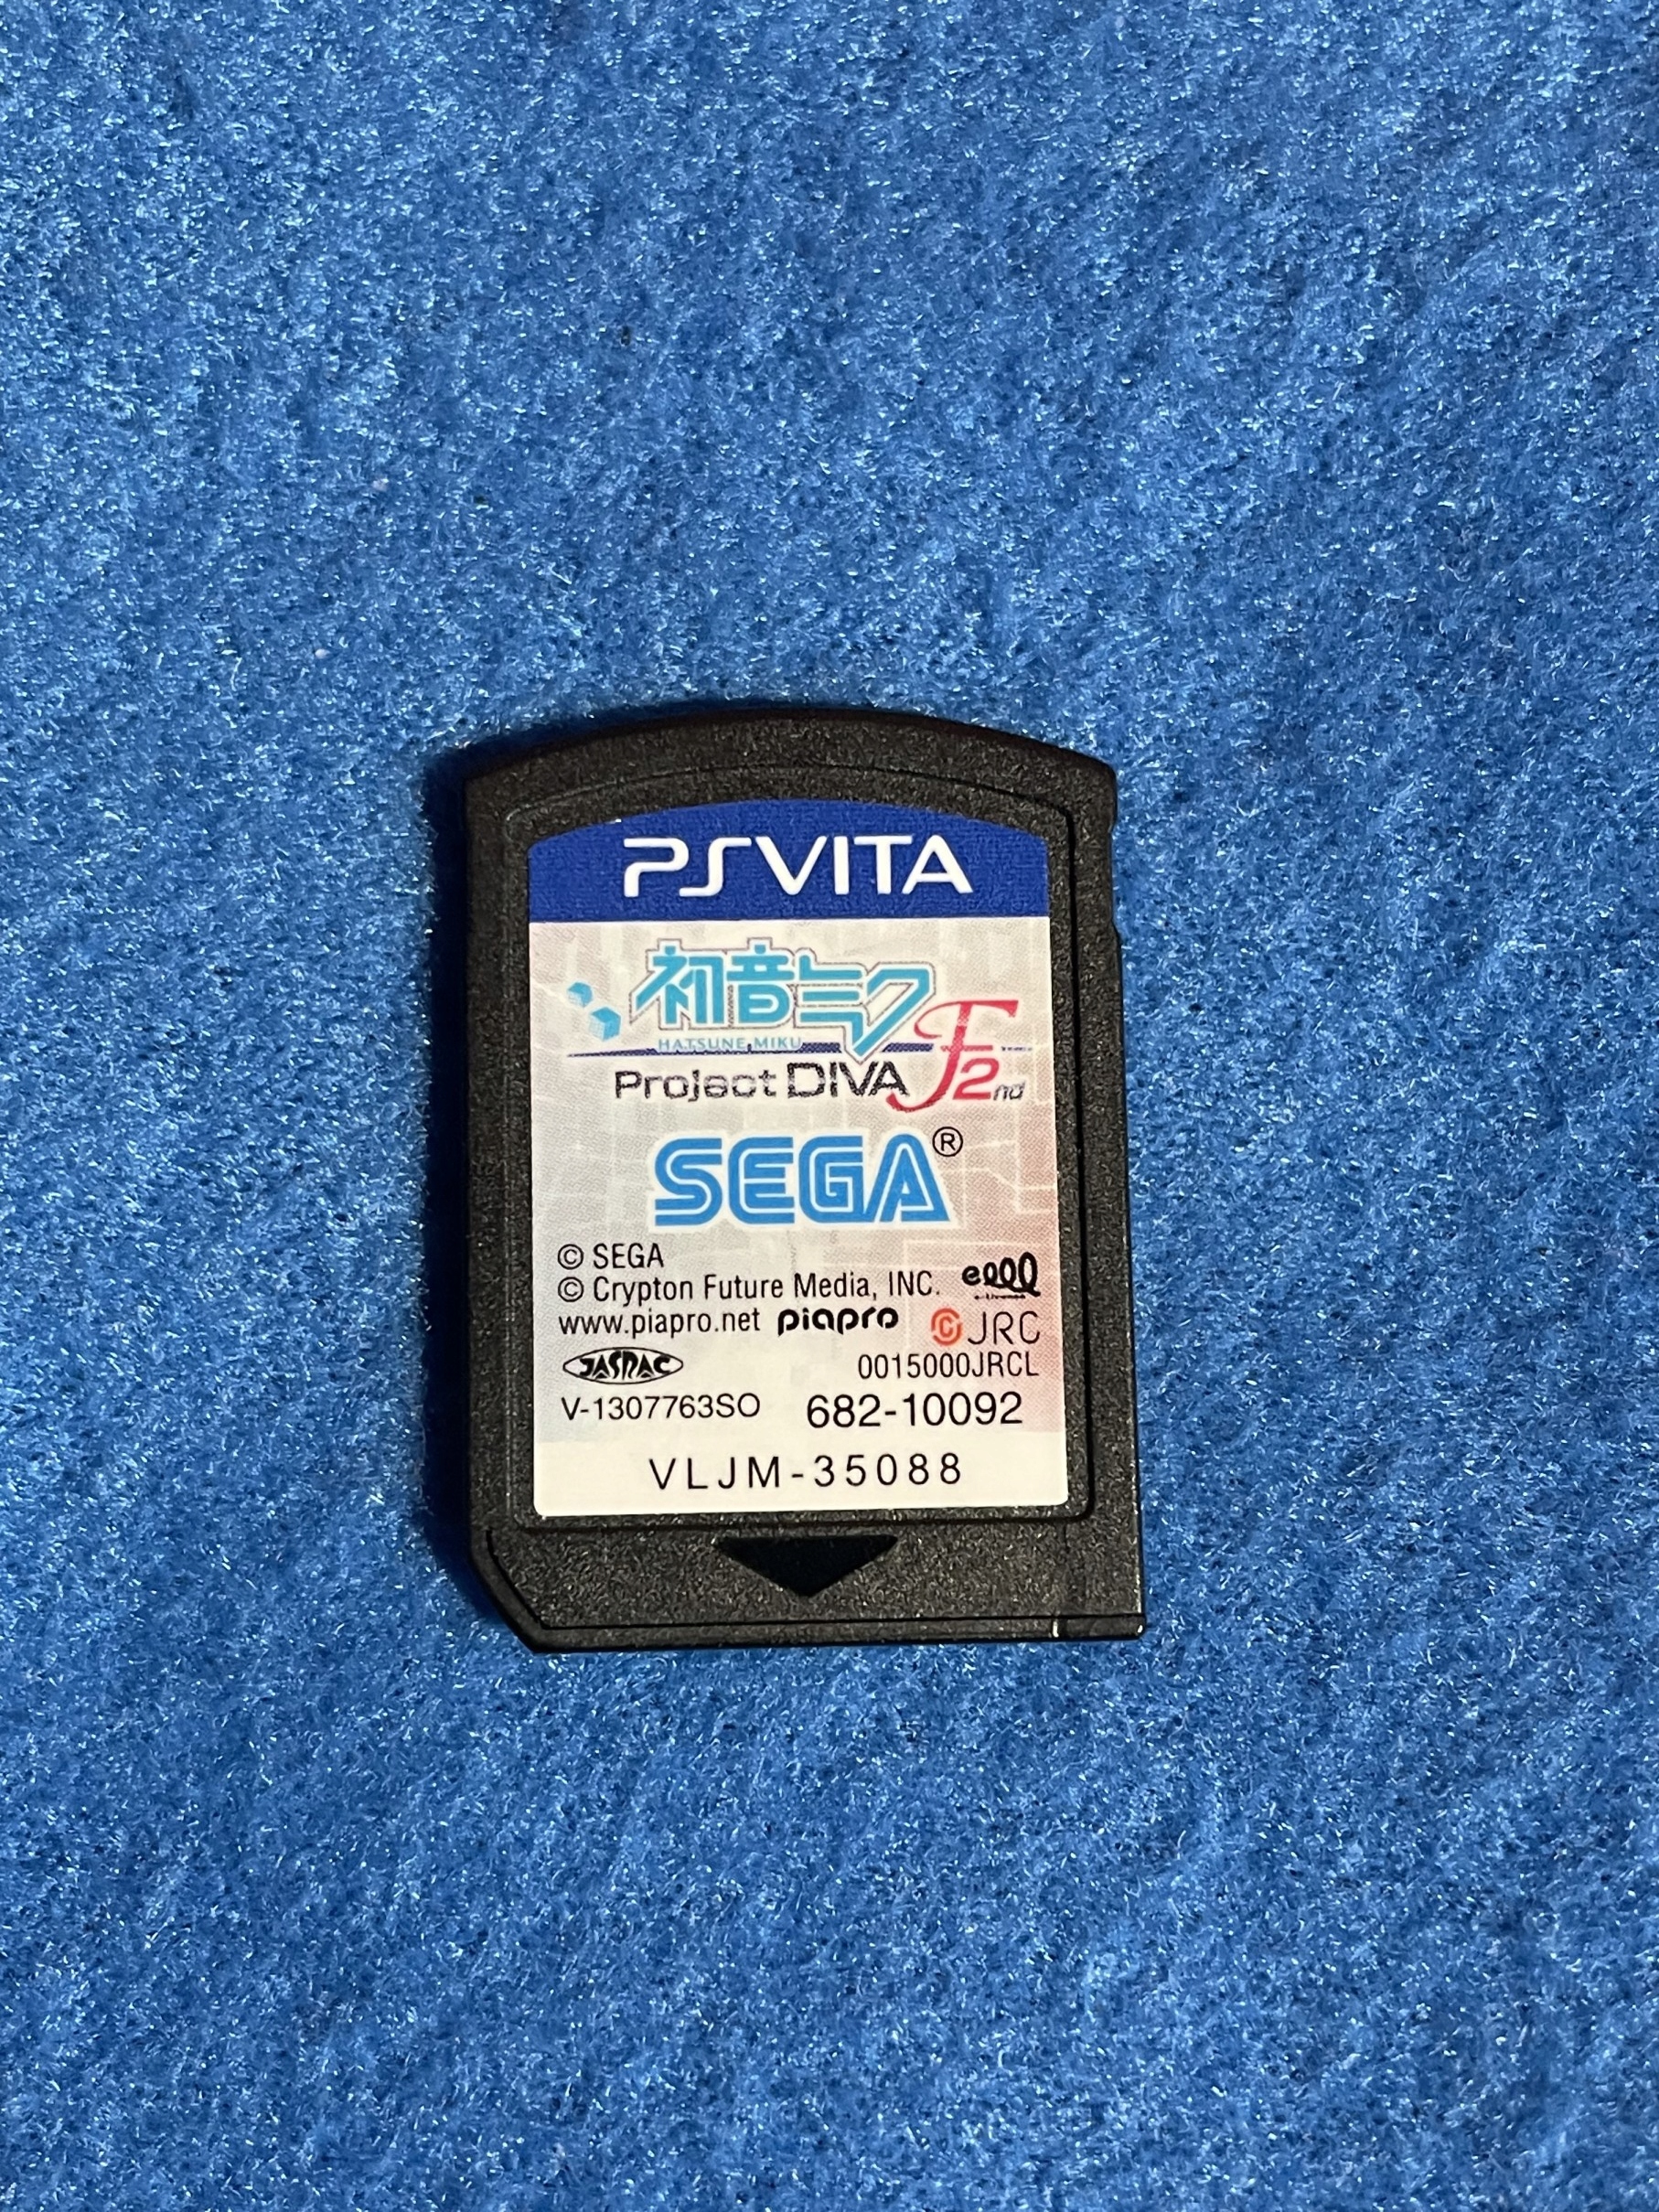 PSVITA
初音ミク
HATSUNE MIKU
Project DIVA F 2nd
SEGA®
© SEGA
© Crypton Future Media, INC.
www.piapro.net piapro
JRC
JASRAC
0015000JRCL
V-1307763SO 682-10092
VLJM-35088